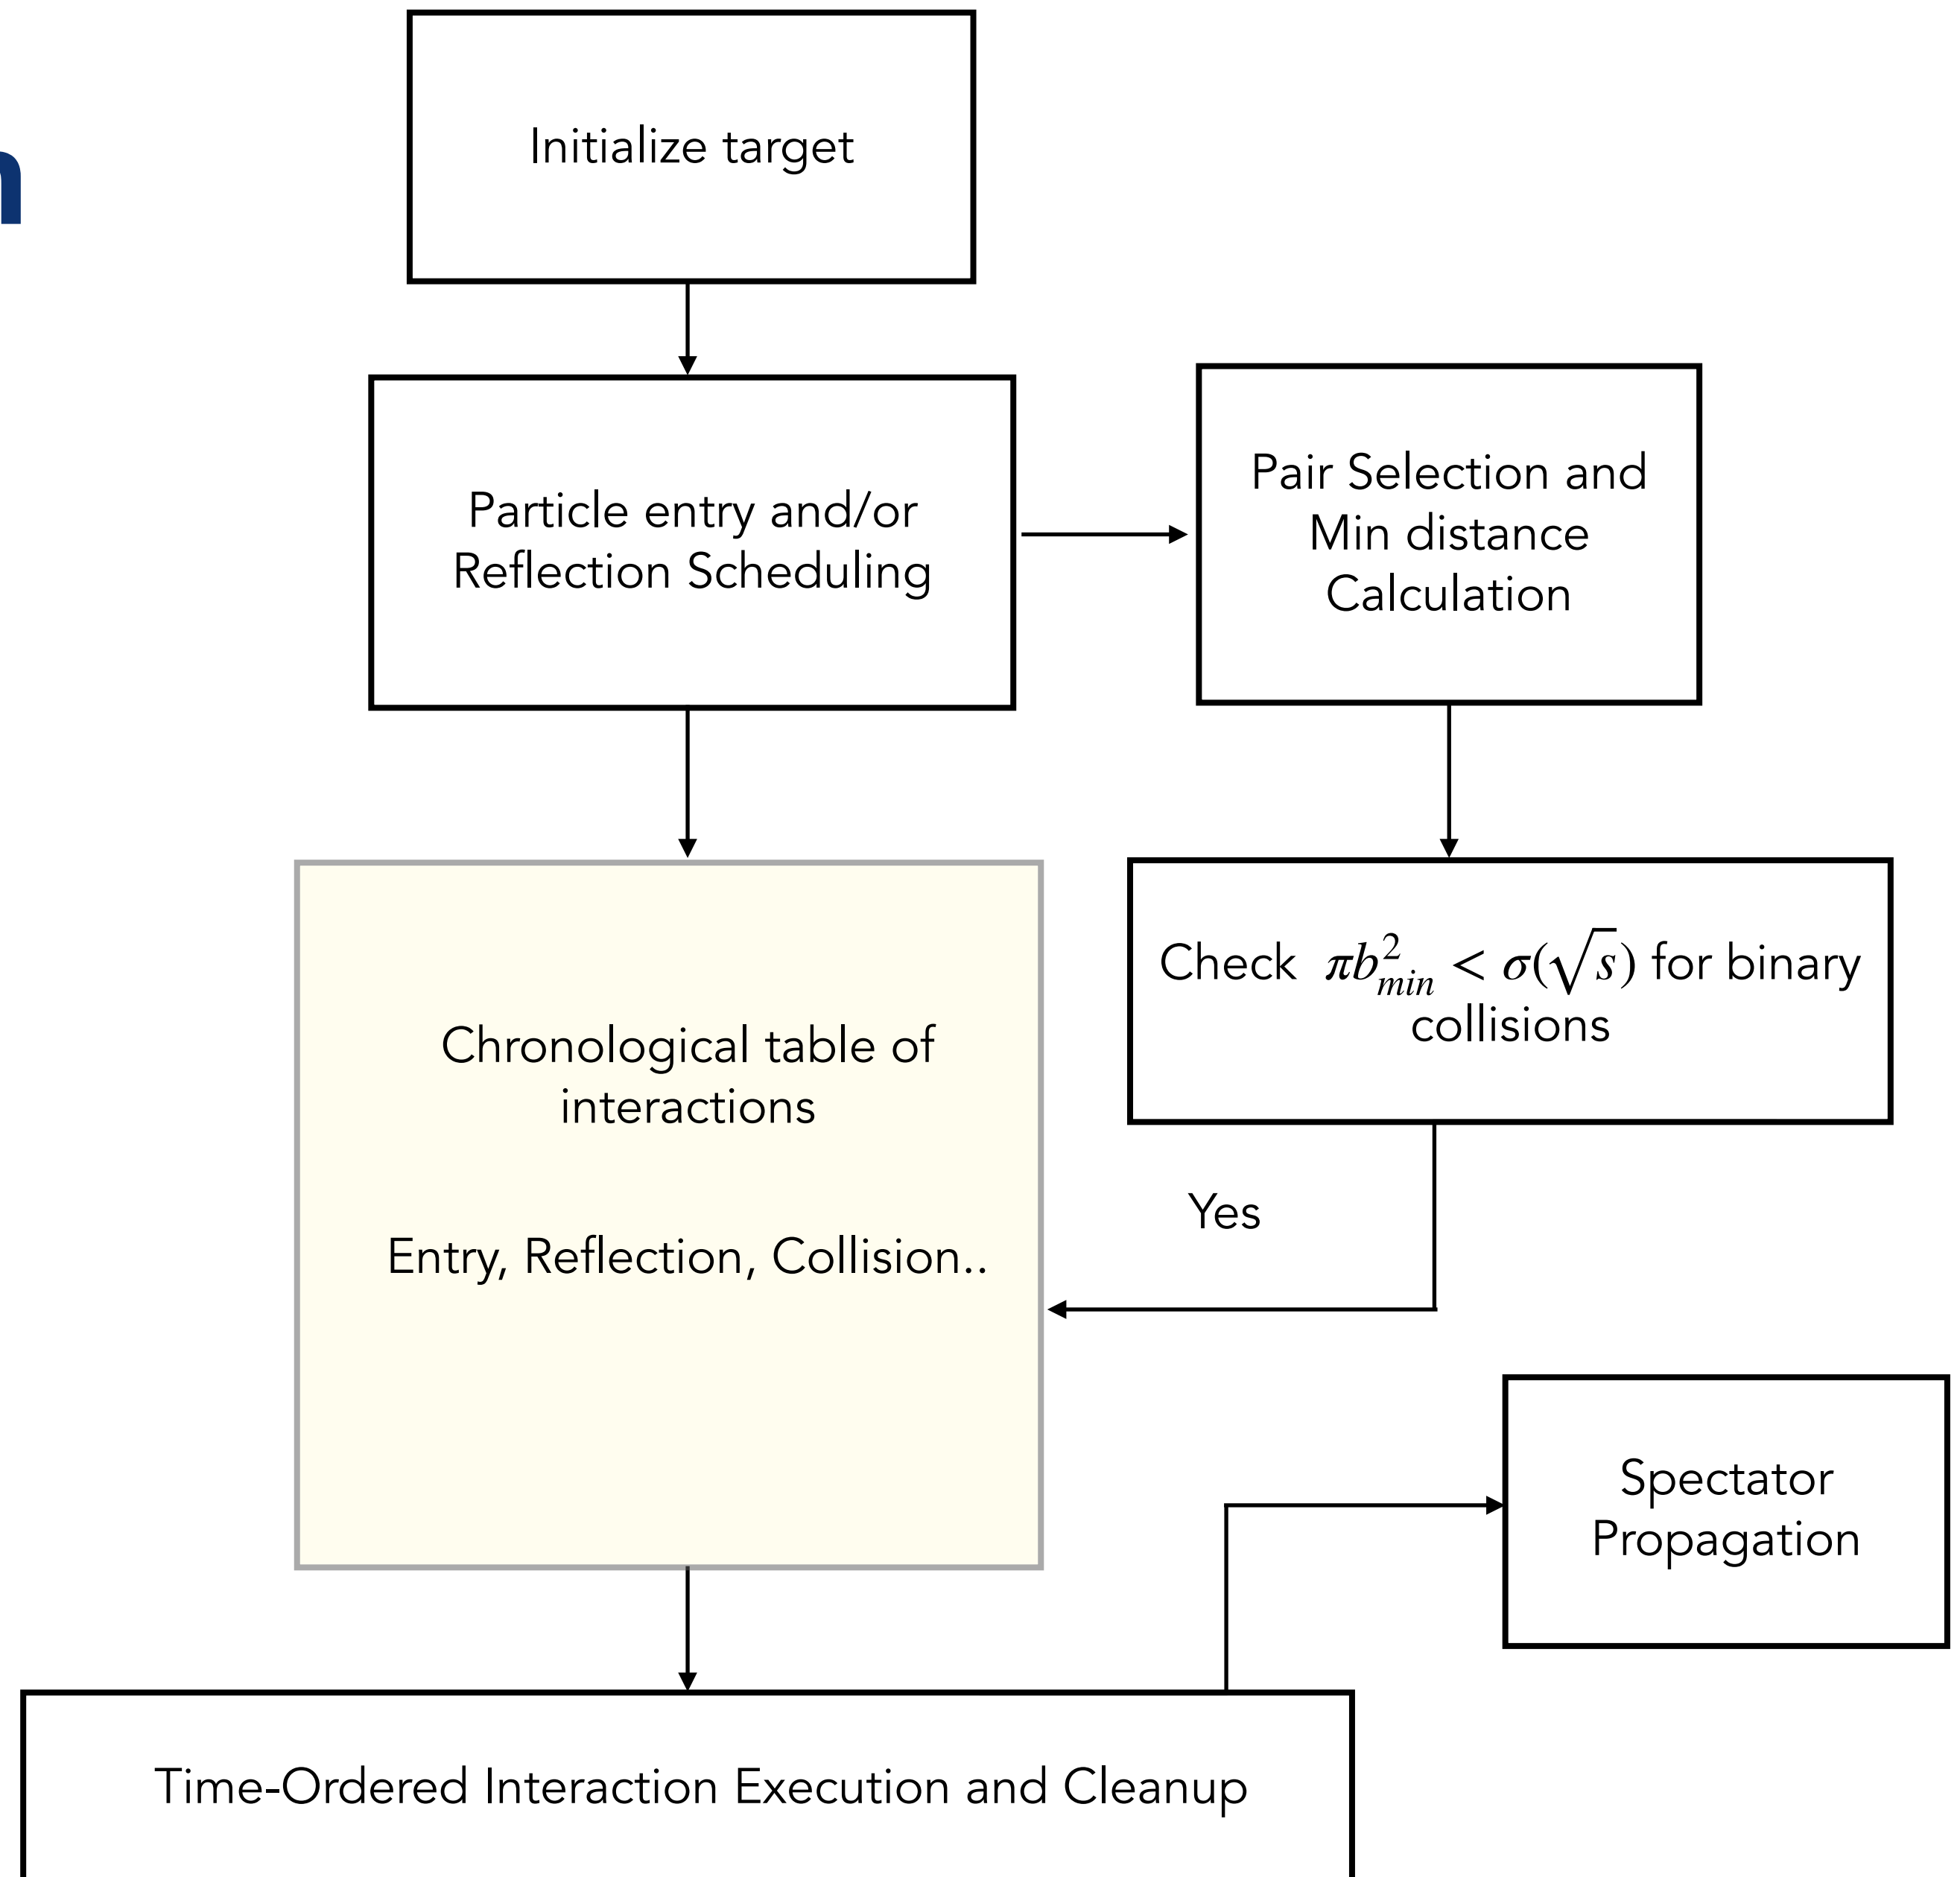 n
Initialize target
Particle entry and/or
Reflection Scheduling
Pair Selection and
Min distance
Calculation
Check πb²ₘᵢₙ < σ(√s) for binary
collisions
Chronological table of
interactions
Entry, Reflection, Collision..
Yes
Spectator
Propagation
Time-Ordered Interaction Execution and Cleanup